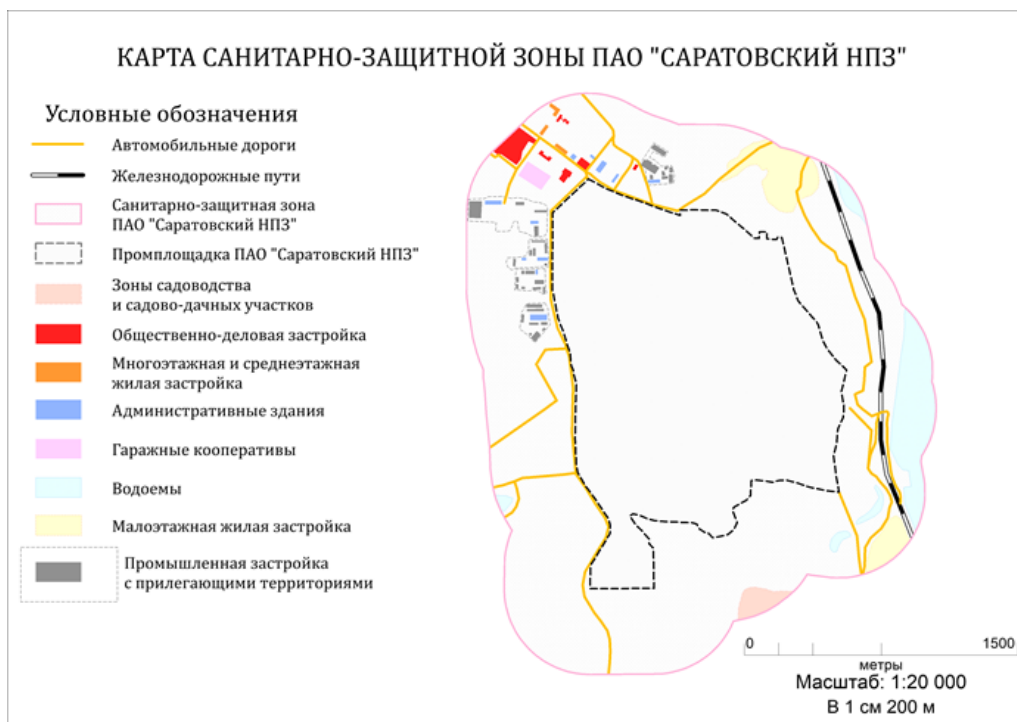 КАРТА САНИТАРНО-ЗАЩИТНОЙ ЗОНЫ ПАО "САРАТОВСКИЙ НПЗ"
Условные обозначения
Автомобильные дороги
Железнодорожные пути
Санитарно-защитная зона
ПАО "Саратовский НПЗ"
Промплощадка ПАО "Саратовский НПЗ"
Зоны садоводства
и садово-дачных участков
Общественно-деловая застройка
Многоэтажная и среднеэтажная
жилая застройка
Административные здания
Гаражные кооперативы
Водоемы
Малоэтажная жилая застройка
Промышленная застройка
с прилегающими территориями
0 1500
метры
Масштаб: 1:20 000
В 1 см 200 м